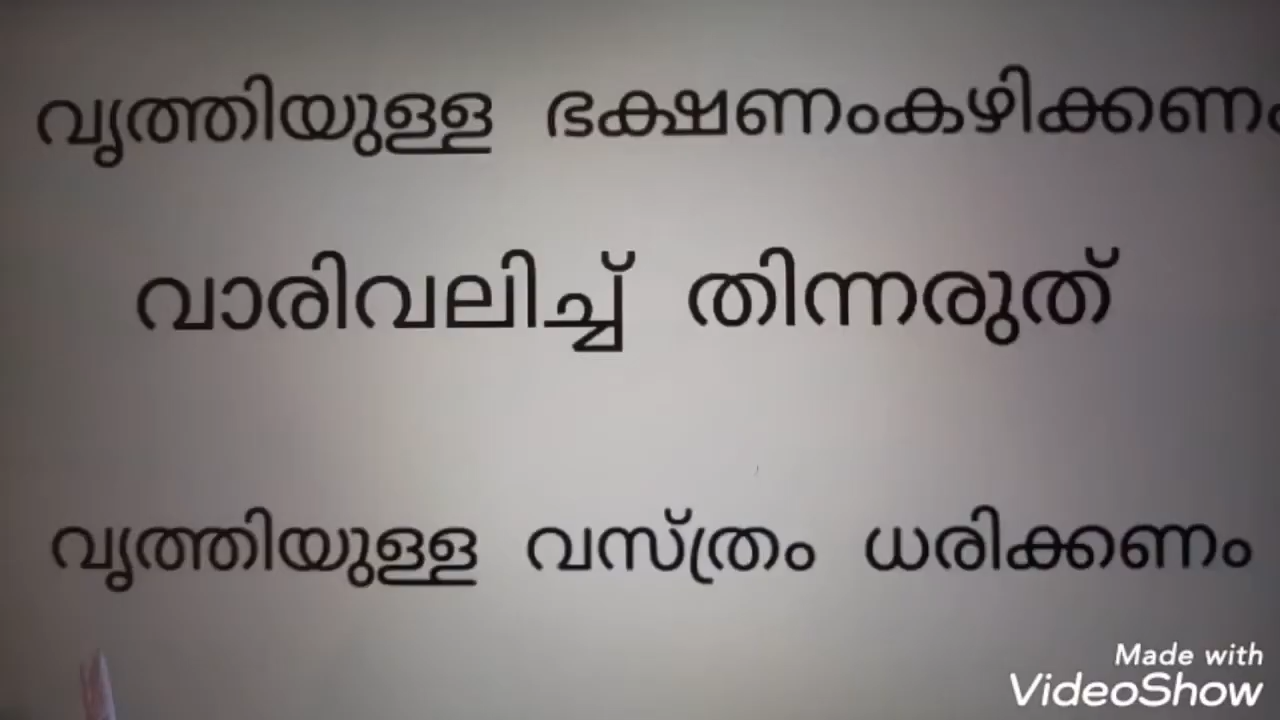 വൃത്തിയുള്ള ഭക്ഷണംകഴിക്കണം
വാരിവലിച്ച് തിന്നരുത്
വൃത്തിയുള്ള വസ്ത്രം ധരിക്കണം
Made with
VideoShow